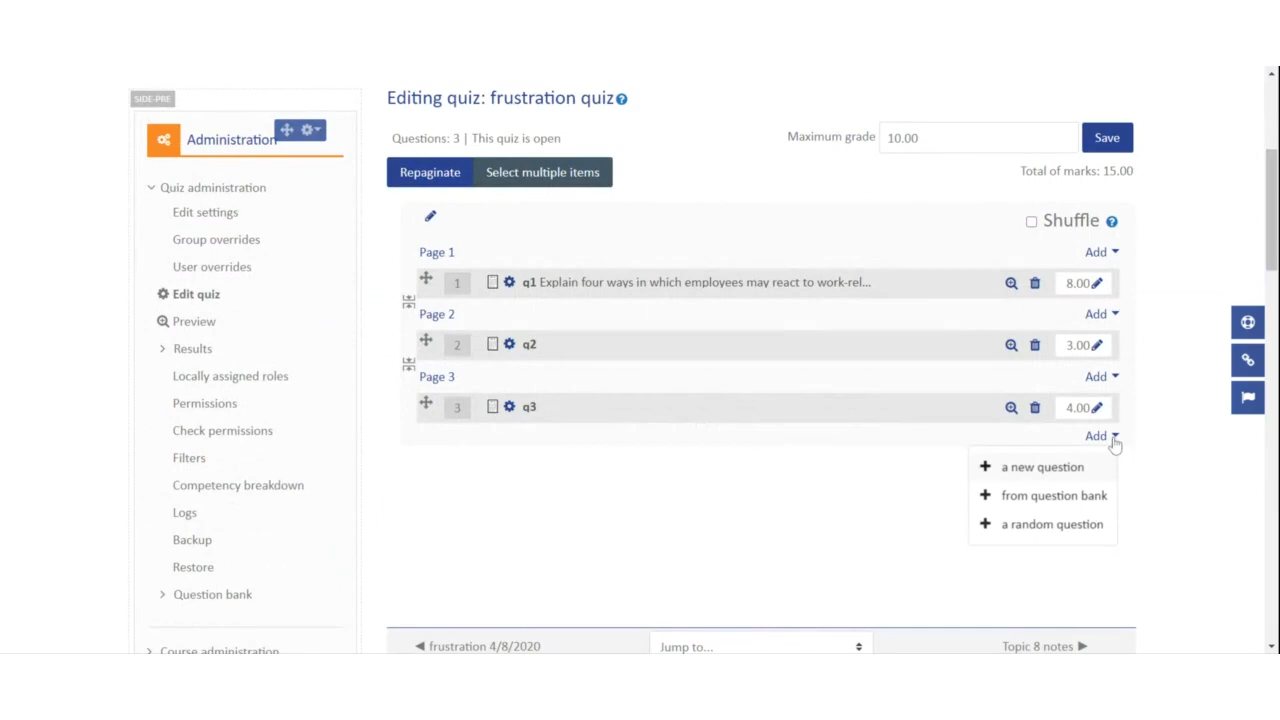 SIDE-PRE
Administration
Quiz administration
Edit settings
Group overrides
User overrides
Edit quiz
Preview
Results
Locally assigned roles
Permissions
Check permissions
Filters
Competency breakdown
Logs
Backup
Restore
Question bank
Course administration
Editing quiz: frustration quiz
Questions: 3 | This quiz is open
Maximum grade 10.00 Save
Repaginate Select multiple items
Total of marks: 15.00
Shuffle
Page 1 Add
1 q1 Explain four ways in which employees may react to work-rel... 8.00
Page 2 Add
2 q2 3.00
Page 3 Add
3 q3 4.00
Add
a new question
from question bank
a random question
◀ frustration 4/8/2020 Jump to... Topic 8 notes ▶